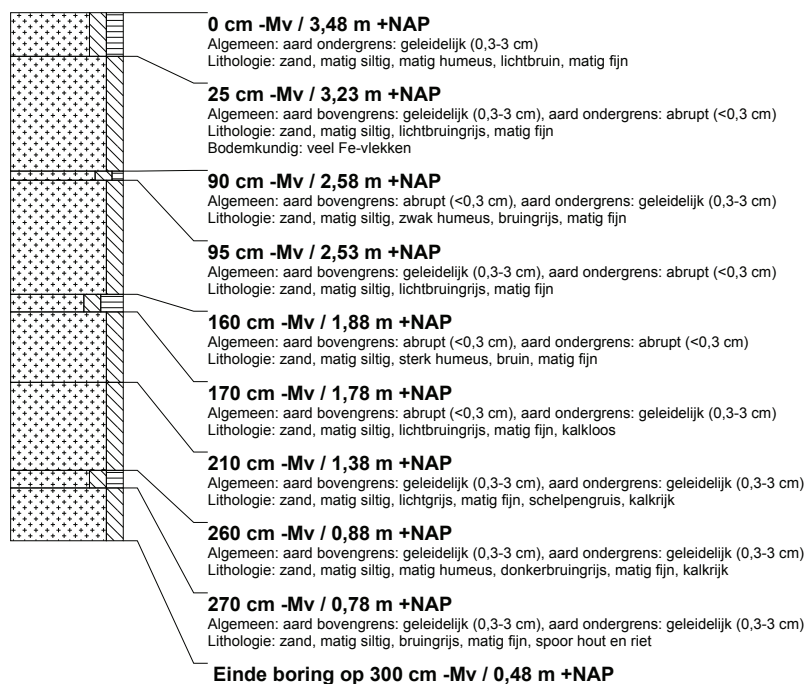 0 cm -Mv / 3,48 m +NAP
Algemeen: aard ondergrens: geleidelijk (0,3-3 cm)
Lithologie: zand, matig siltig, matig humeus, lichtbruin, matig fijn
25 cm -Mv / 3,23 m +NAP
Algemeen: aard bovengrens: geleidelijk (0,3-3 cm), aard ondergrens: abrupt (<0,3 cm)
Lithologie: zand, matig siltig, lichtbruingrijs, matig fijn
Bodemkundig: veel Fe-vlekken
90 cm -Mv / 2,58 m +NAP
Algemeen: aard bovengrens: abrupt (<0,3 cm), aard ondergrens: geleidelijk (0,3-3 cm)
Lithologie: zand, matig siltig, zwak humeus, bruingrijs, matig fijn
95 cm -Mv / 2,53 m +NAP
Algemeen: aard bovengrens: geleidelijk (0,3-3 cm), aard ondergrens: abrupt (<0,3 cm)
Lithologie: zand, matig siltig, lichtbruingrijs, matig fijn
160 cm -Mv / 1,88 m +NAP
Algemeen: aard bovengrens: abrupt (<0,3 cm), aard ondergrens: abrupt (<0,3 cm)
Lithologie: zand, matig siltig, sterk humeus, bruin, matig fijn
170 cm -Mv / 1,78 m +NAP
Algemeen: aard bovengrens: abrupt (<0,3 cm), aard ondergrens: geleidelijk (0,3-3 cm)
Lithologie: zand, matig siltig, lichtbruingrijs, matig fijn, kalkloos
210 cm -Mv / 1,38 m +NAP
Algemeen: aard bovengrens: geleidelijk (0,3-3 cm), aard ondergrens: geleidelijk (0,3-3 cm)
Lithologie: zand, matig siltig, lichtgrijs, matig fijn, schelpengruis, kalkrijk
260 cm -Mv / 0,88 m +NAP
Algemeen: aard bovengrens: geleidelijk (0,3-3 cm), aard ondergrens: geleidelijk (0,3-3 cm)
Lithologie: zand, matig siltig, matig humeus, donkerbruingrijs, matig fijn, kalkrijk
270 cm -Mv / 0,78 m +NAP
Algemeen: aard bovengrens: geleidelijk (0,3-3 cm), aard ondergrens: geleidelijk (0,3-3 cm)
Lithologie: zand, matig siltig, bruingrijs, matig fijn, spoor hout en riet
Einde boring op 300 cm -Mv / 0,48 m +NAP